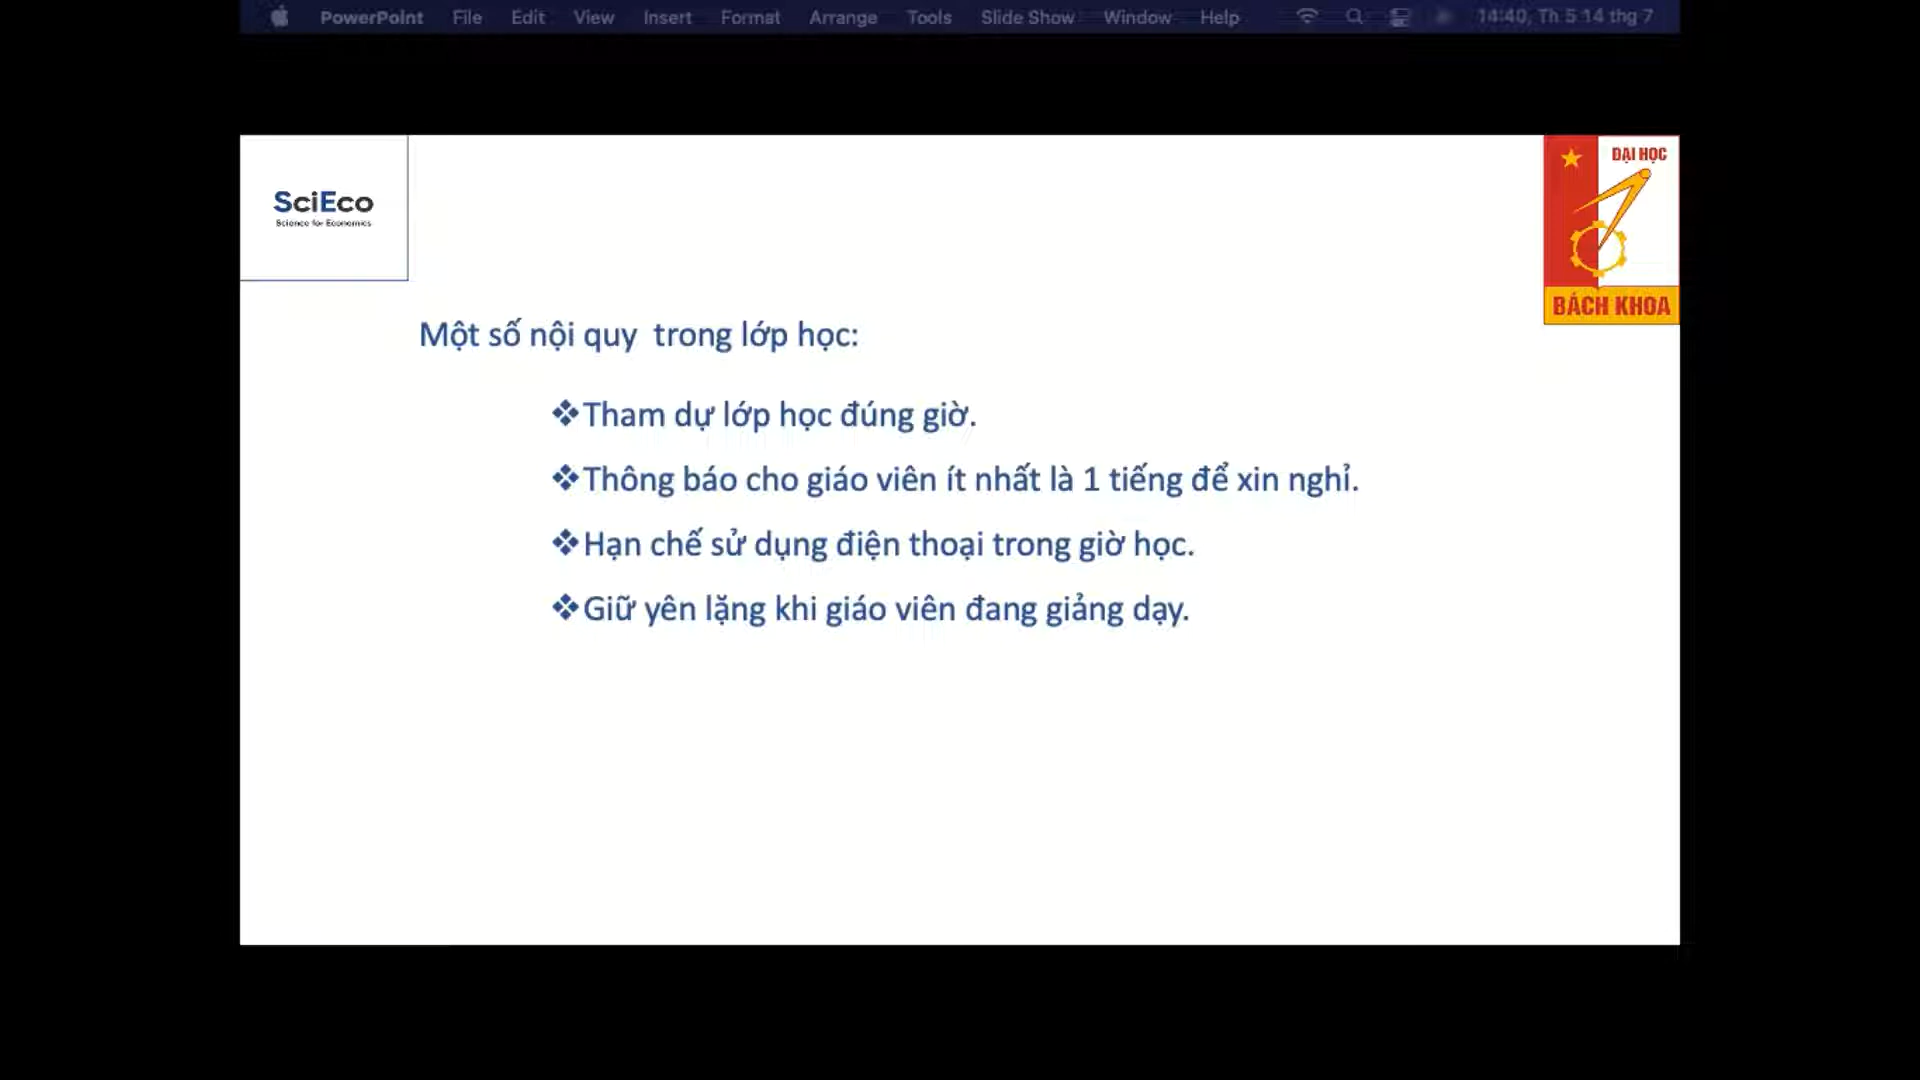 PowerPoint File Edit View Insert Format Arrange Tools Slide Show Window Help 14:40, Th 5 14 thg 7
SciEco
Science for Economics
ĐẠI HỌC
BÁCH KHOA
Một số nội quy  trong lớp học:
❖Tham dự lớp học đúng giờ.
❖Thông báo cho giáo viên ít nhất là 1 tiếng để xin nghỉ.
❖Hạn chế sử dụng điện thoại trong giờ học.
❖Giữ yên lặng khi giáo viên đang giảng dạy.